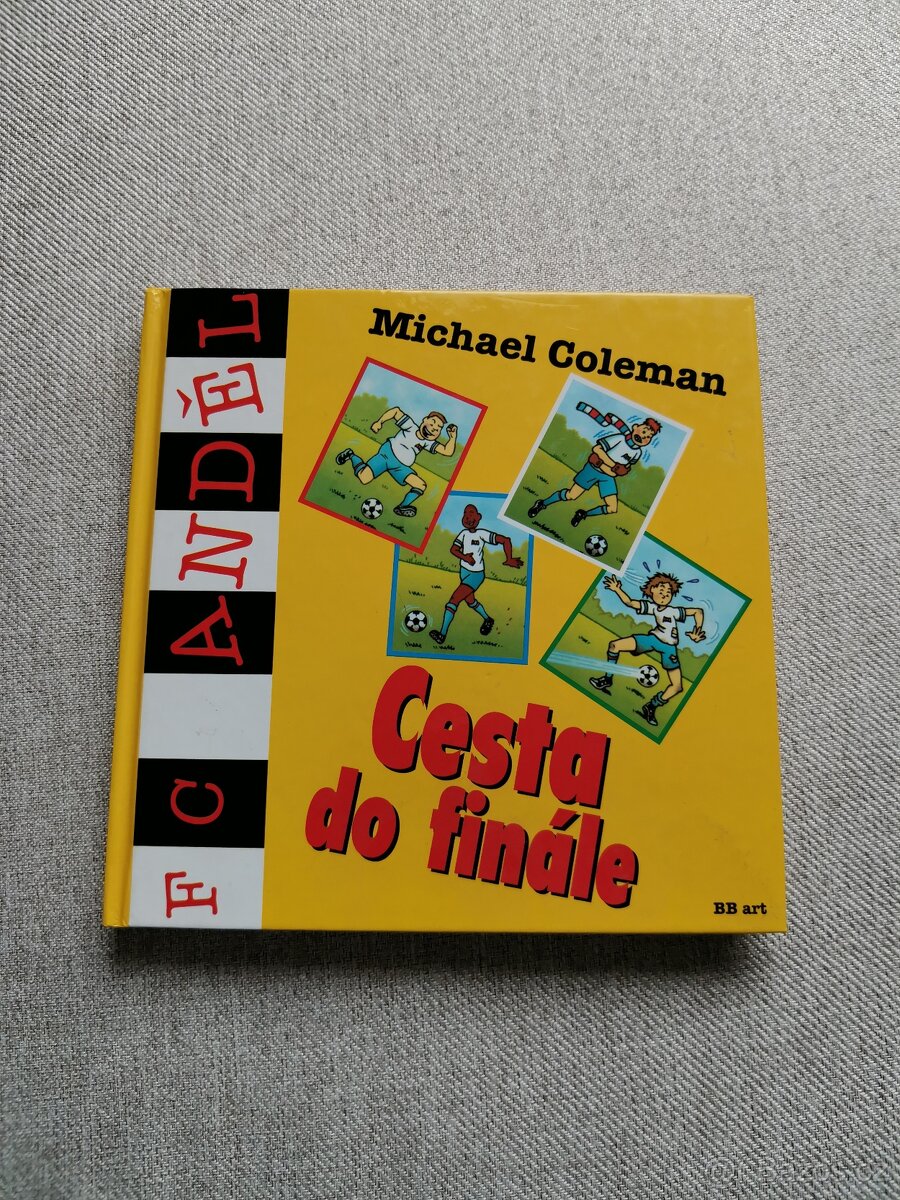 Michael Coleman
FC ANDĚL
Cesta
do finále
BB art